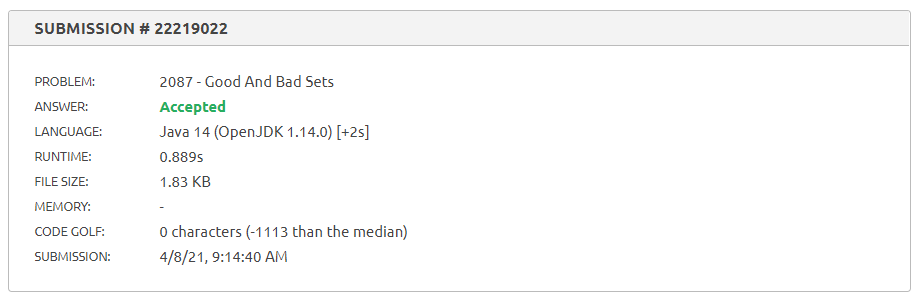 SUBMISSION # 22219022
PROBLEM: 2087 - Good And Bad Sets
ANSWER: Accepted
LANGUAGE: Java 14 (OpenJDK 1.14.0) [+2s]
RUNTIME: 0.889s
FILE SIZE: 1.83 KB
MEMORY: -
CODE GOLF: 0 characters (-1113 than the median)
SUBMISSION: 4/8/21, 9:14:40 AM